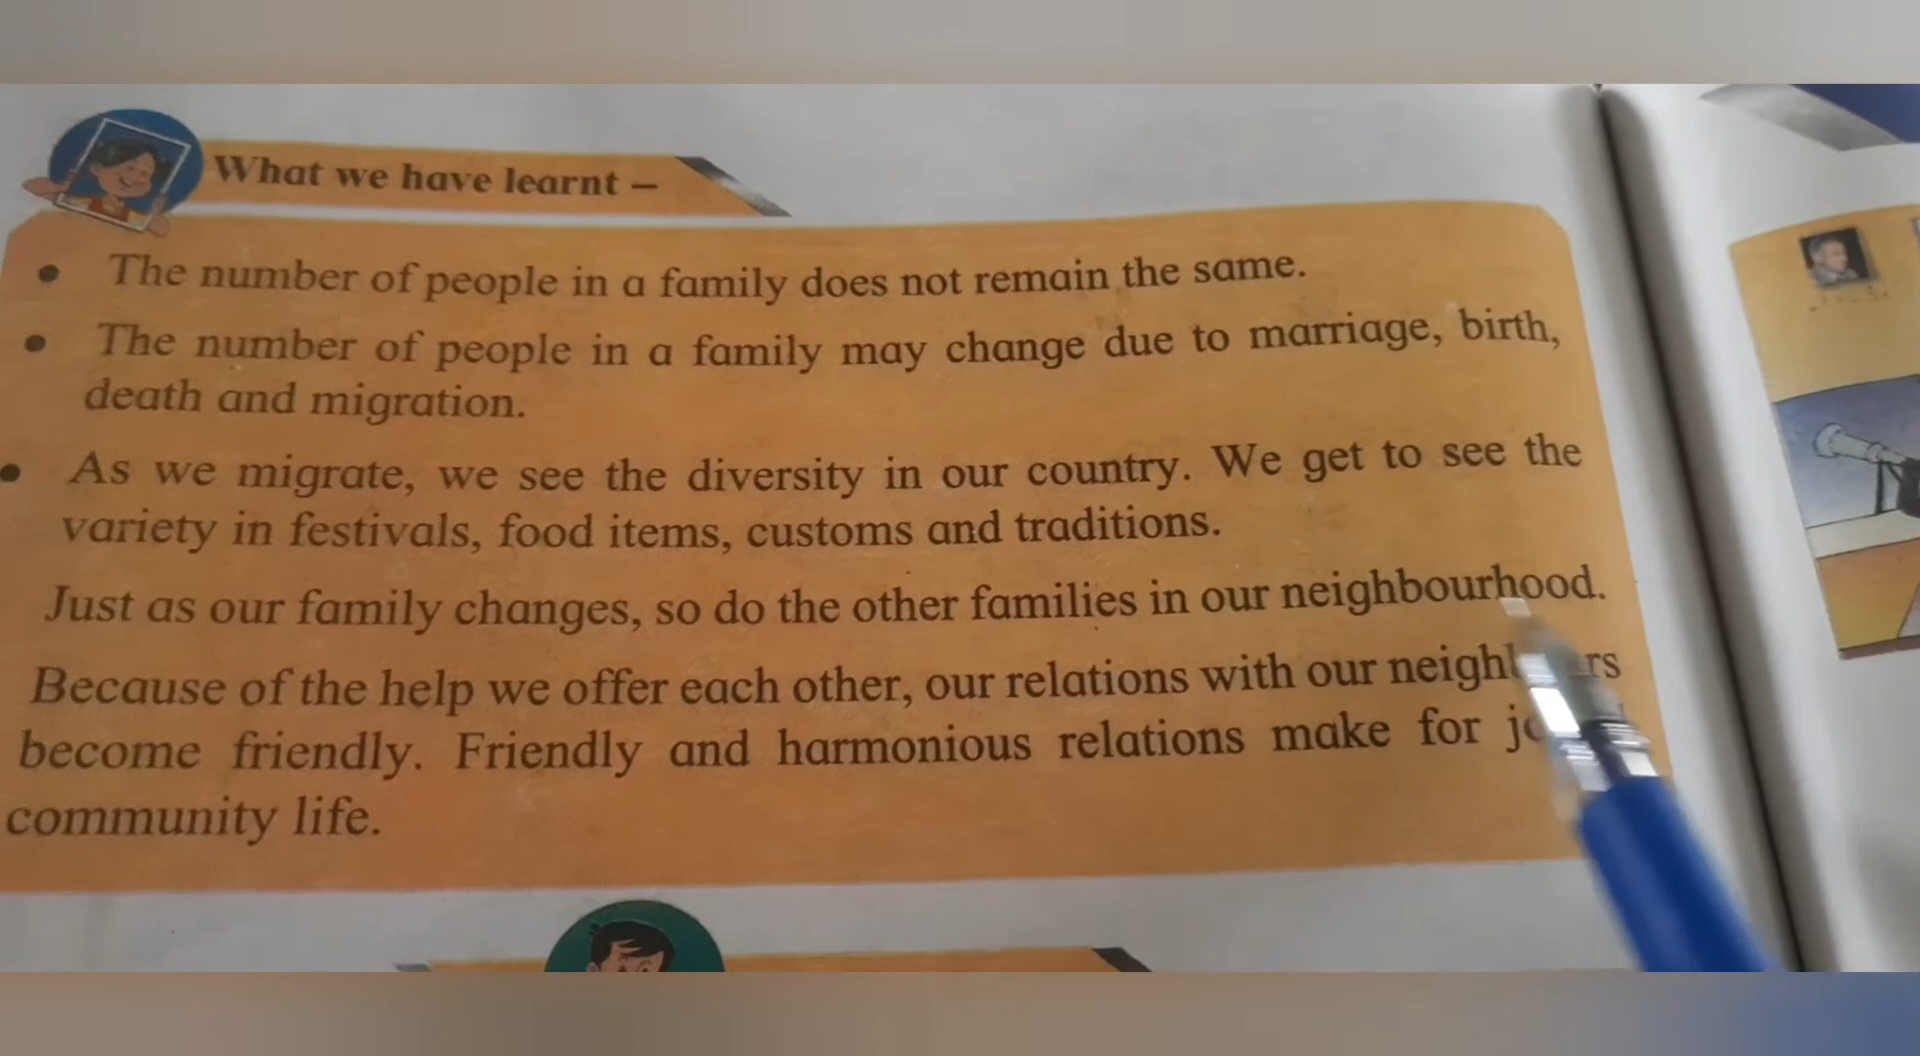 What we have learnt –
• The number of people in a family does not remain the same.
• The number of people in a family may change due to marriage, birth,
death and migration.
• As we migrate, we see the diversity in our country. We get to see the
variety in festivals, food items, customs and traditions.
Just as our family changes, so do the other families in our neighbourhood.
Because of the help we offer each other, our relations with our
become friendly. Friendly and harmonious relations make for
community life.